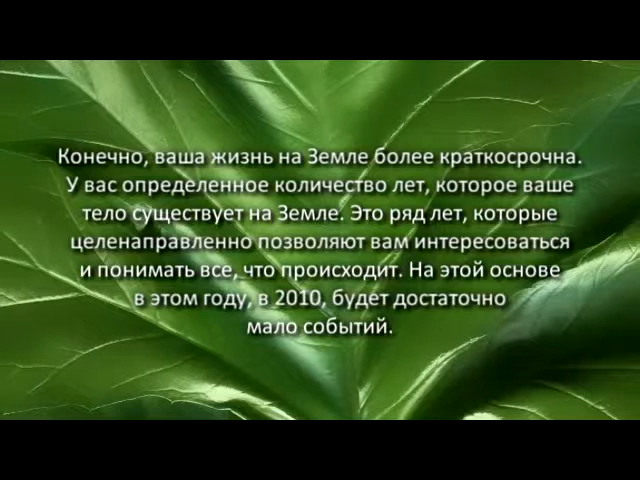 Конечно, ваша жизнь на Земле более краткосрочна.
У вас определенное количество лет, которое ваше
тело существует на Земле. Это ряд лет, которые
целенаправленно позволяют вам интересоваться
и понимать все, что происходит. На этой основе
в этом году, в 2010, будет достаточно
мало событий.